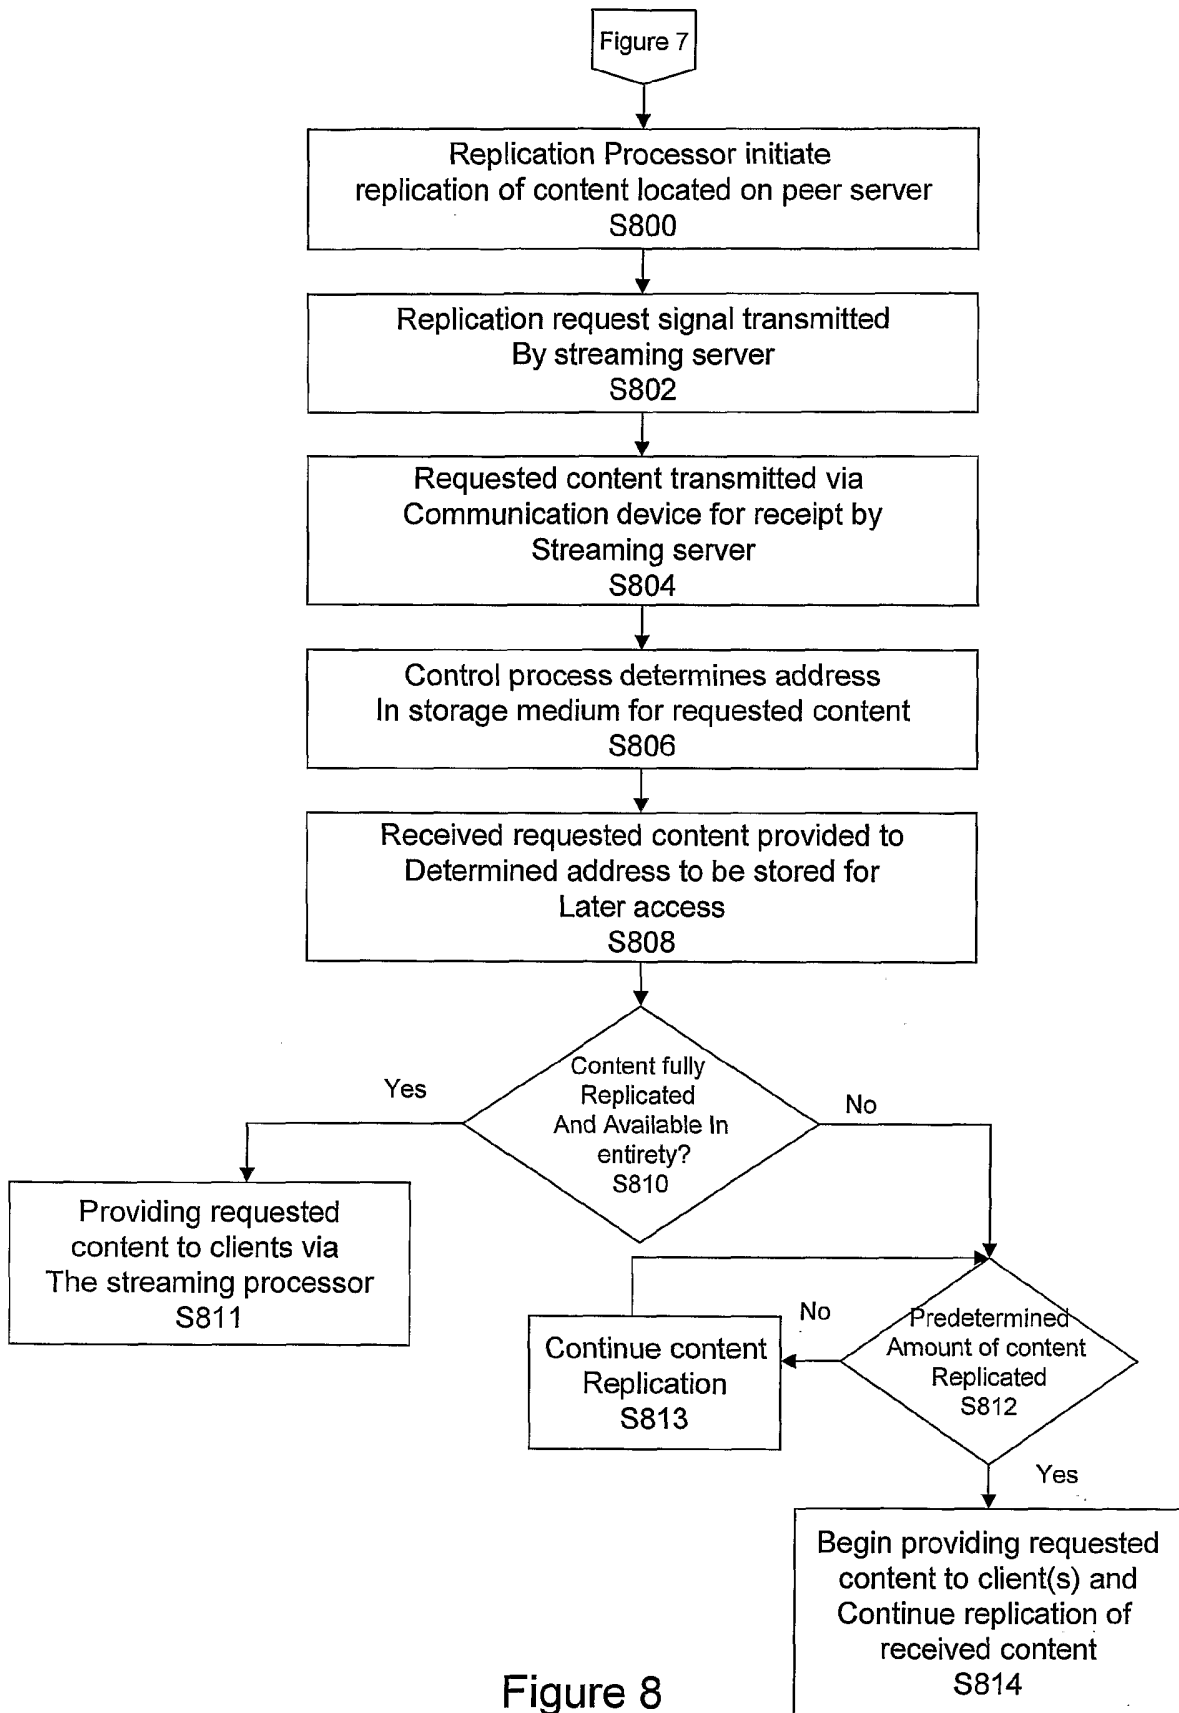 Figure 7
Replication Processor initiate
replication of content located on peer server
S800
Replication request signal transmitted
By streaming server
S802
Requested content transmitted via
Communication device for receipt by
Streaming server
S804
Control process determines address
In storage medium for requested content
S806
Received requested content provided to
Determined address to be stored for
Later access
S808
Content fully
Replicated
And Available In
entirety?
S810
Yes
No
Providing requested
content to clients via
The streaming processor
S811
Predetermined
Amount of content
Replicated
S812
No
Continue content
Replication
S813
Yes
Begin providing requested
content to client(s) and
Continue replication of
received content
S814
Figure 8